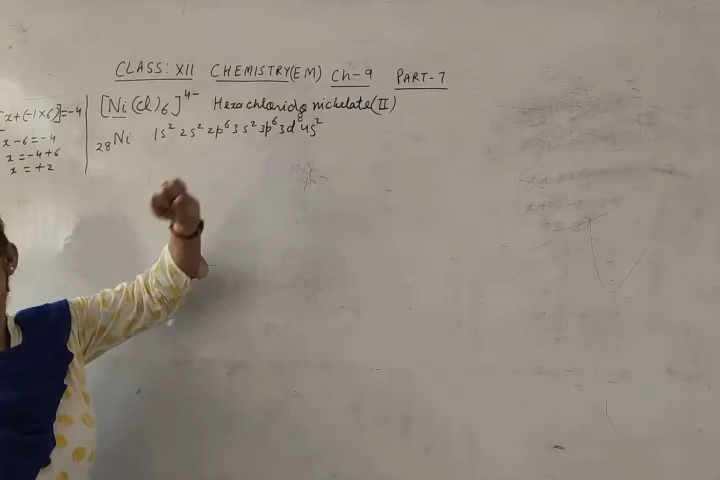 CLASS: XII CHEMISTRY(EM) Ch-9 PART-7
[x+(-1×6)]=-4
x-6=-4
x=-4+6
x=+2
[Ni(Cl)₆]⁴⁻ Hexachlorido nickelate(II)
₂₈Ni 1s² 2s² 2p⁶ 3s² 3p⁶ 3d⁸ 4s²